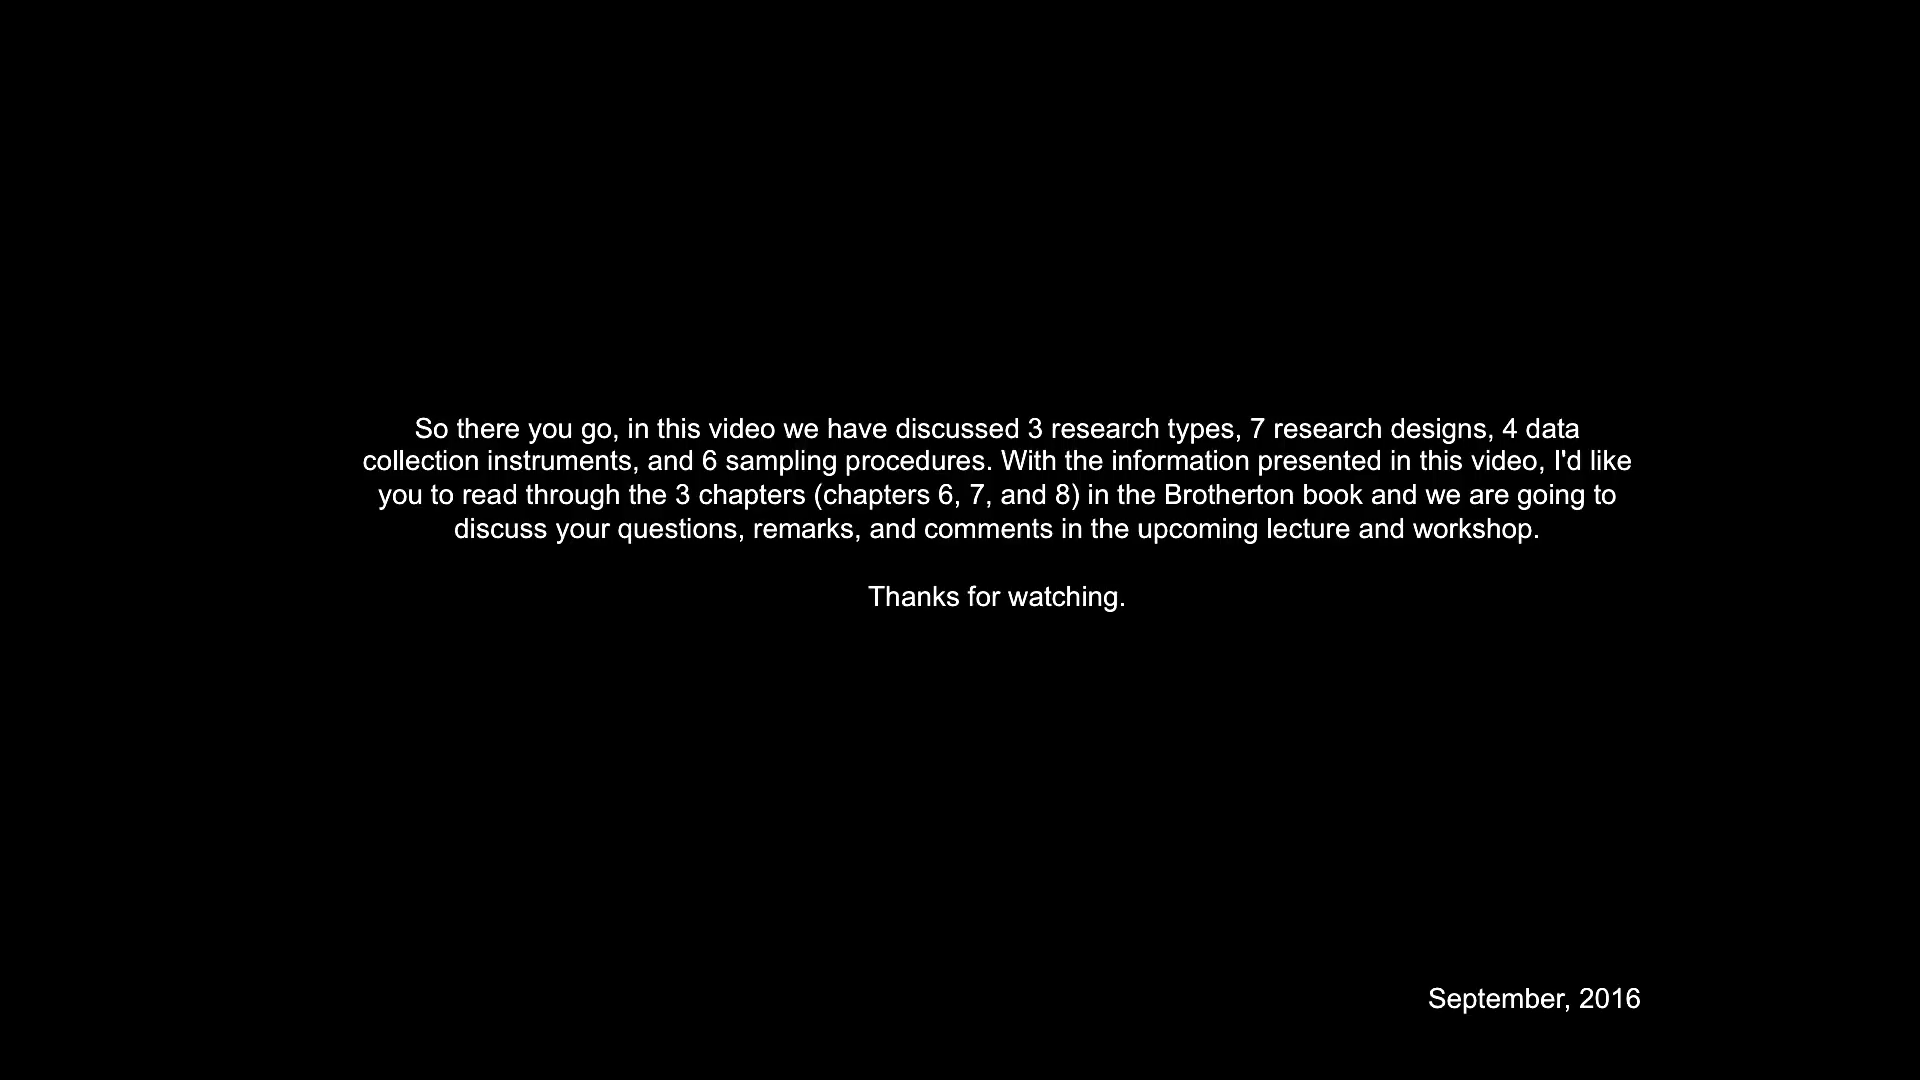 So there you go, in this video we have discussed 3 research types, 7 research designs, 4 data
collection instruments, and 6 sampling procedures. With the information presented in this video, I'd like
you to read through the 3 chapters (chapters 6, 7, and 8) in the Brotherton book and we are going to
discuss your questions, remarks, and comments in the upcoming lecture and workshop.
Thanks for watching.
September, 2016